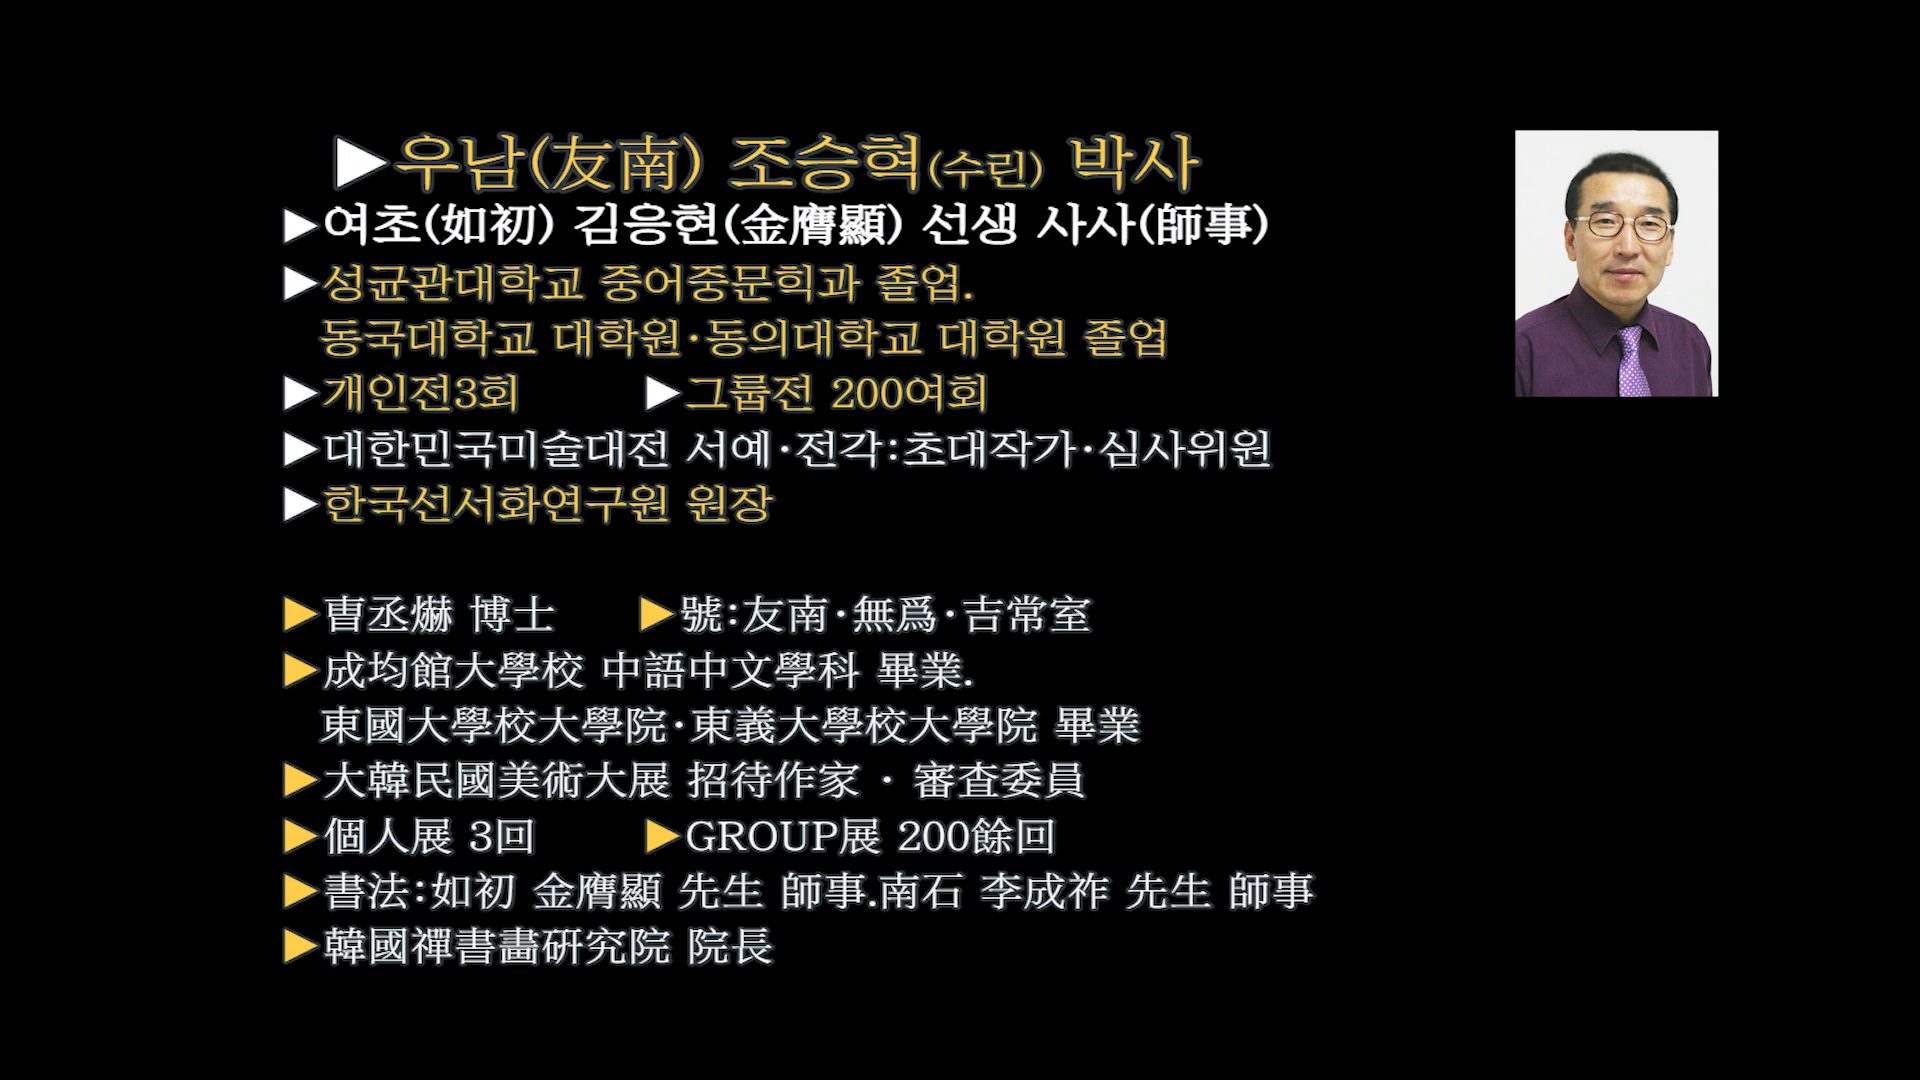 ▶우남(友南) 조승혁(수린) 박사
▶여초(如初) 김응현(金膺顯) 선생 사사(師事)
▶성균관대학교 중어중문힉과 졸업.
동국대학교 대학원·동의대학교 대학원 졸업
▶개인전3회 ▶그룹전 200여회
▶대한민국미술대전 서예·전각:초대작가·심사위원
▶한국선서화연구원 원장
▶曺丞爀 博士 ▶號:友南·無爲·吉常室
▶成均館大學校 中語中文學科 畢業.
東國大學校大學院·東義大學校大學院 畢業
▶大韓民國美術大展 招待作家 · 審査委員
▶個人展 3回 ▶GROUP展 200餘回
▶書法:如初 金膺顯 先生 師事.南石 李成祚 先生 師事
▶韓國禪書畵硏究院 院長